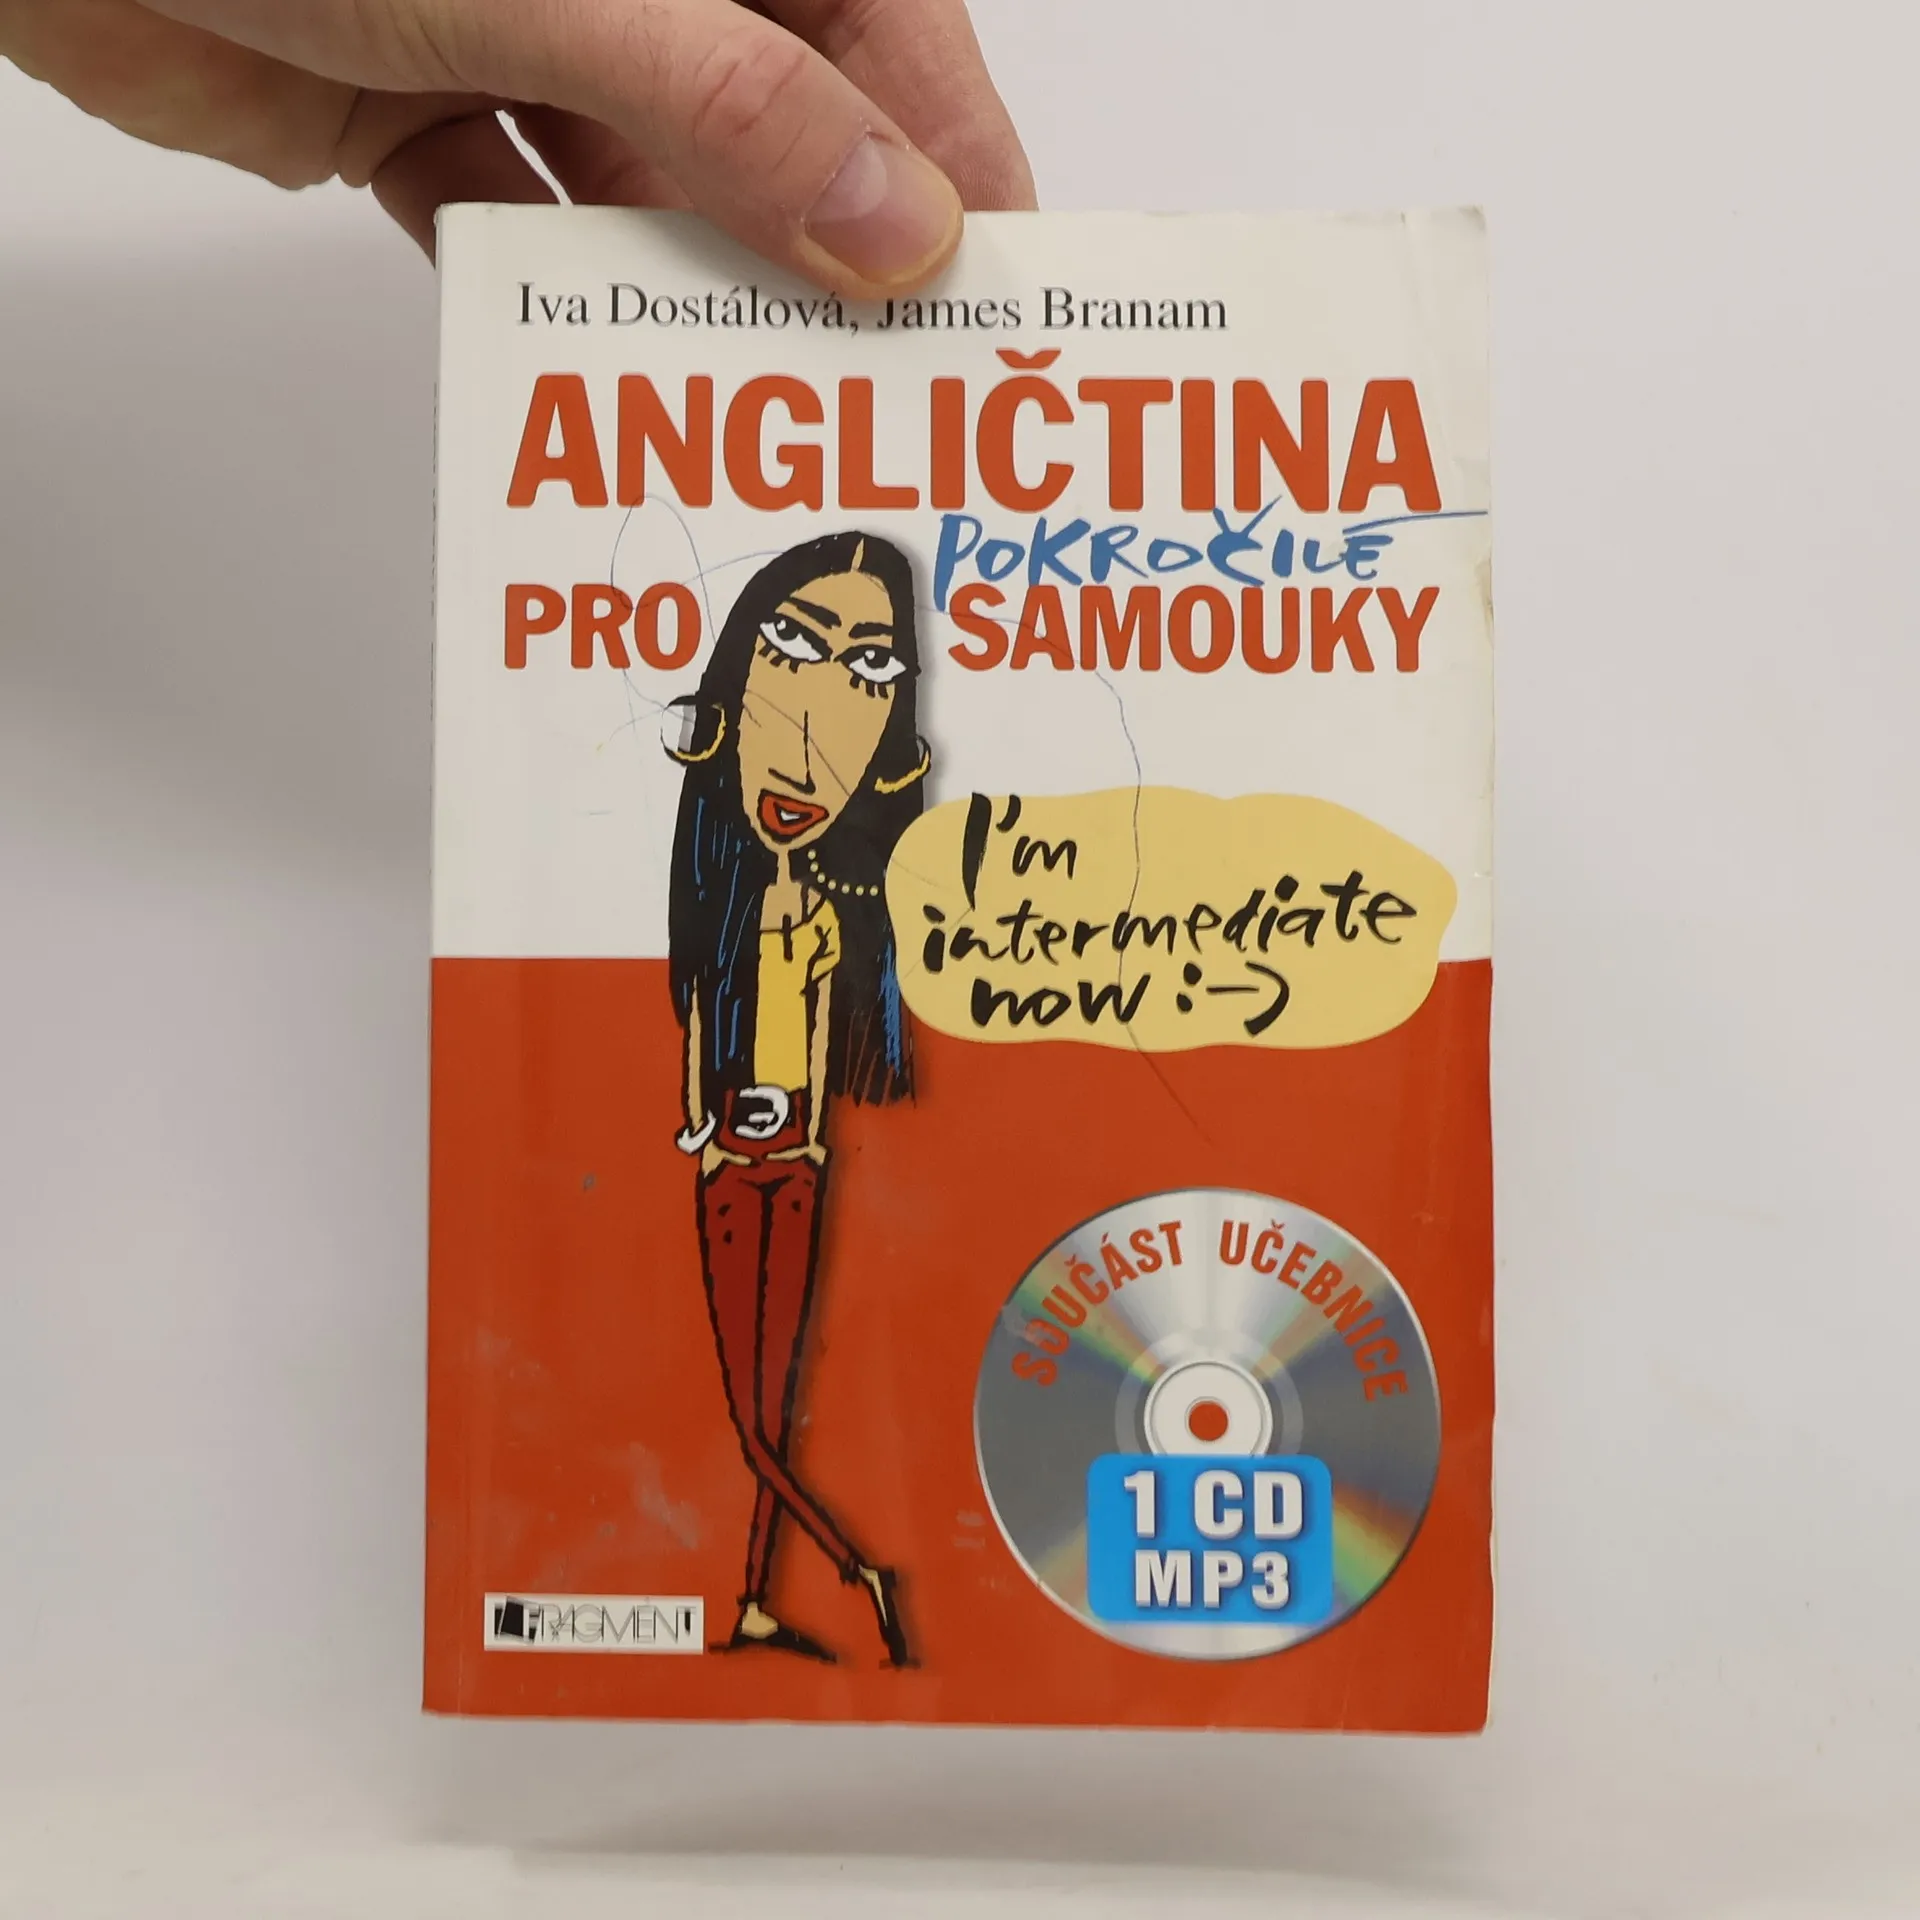 Iva Dostálová, James Branam
ANGLIČTINA
POKROČILÉ
PRO SAMOUKY
I'm
intermediate
now :-)
SOUČÁST UČEBNICE
1 CD
MP3
FRAGMENT